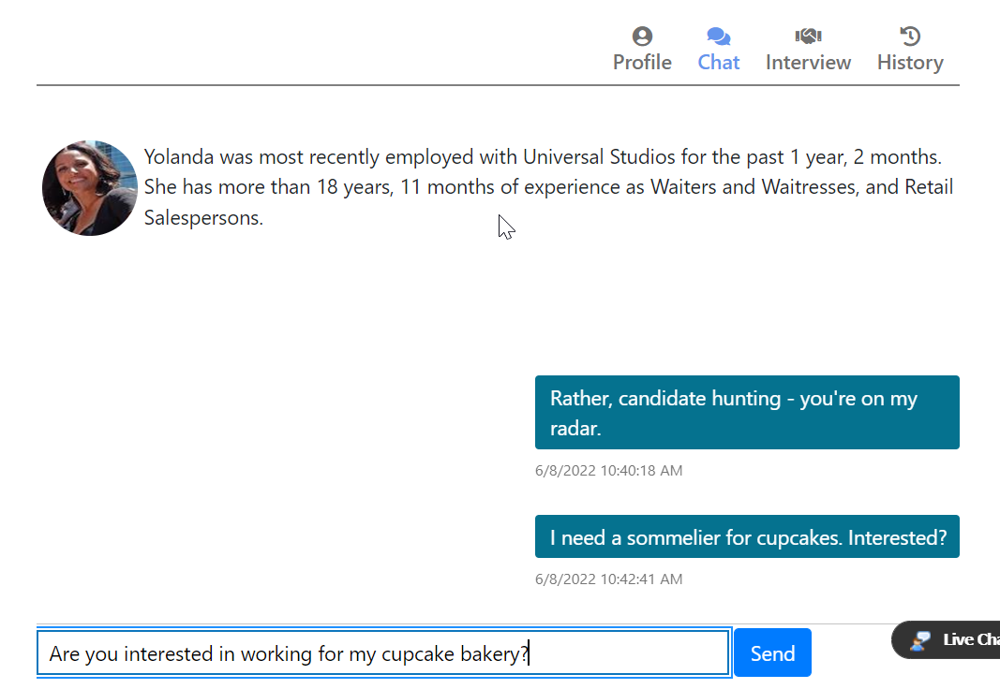 Profile Chat Interview History
Yolanda was most recently employed with Universal Studios for the past 1 year, 2 months.
She has more than 18 years, 11 months of experience as Waiters and Waitresses, and Retail
Salespersons.
Rather, candidate hunting - you're on my
radar.
6/8/2022 10:40:18 AM
I need a sommelier for cupcakes. Interested?
6/8/2022 10:42:41 AM
Are you interested in working for my cupcake bakery?
Send
Live Cha